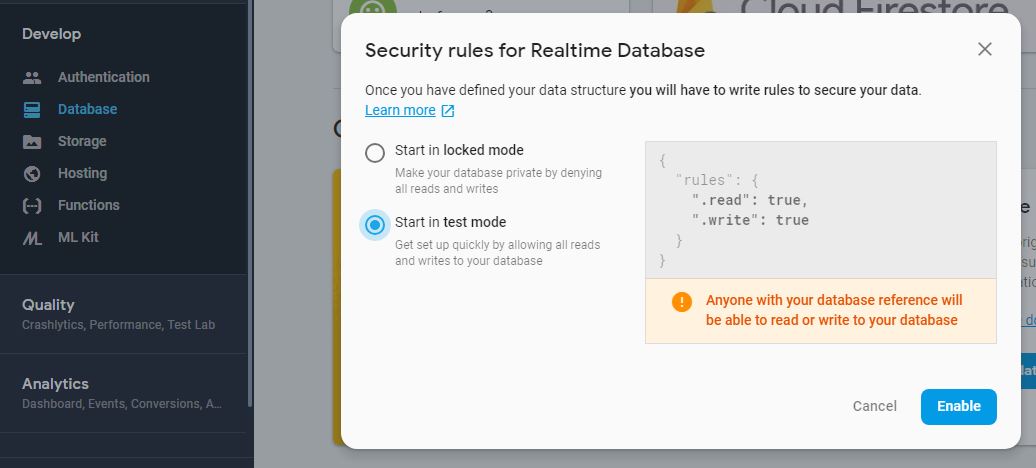 Develop
Authentication
Database
Storage
Hosting
Functions
ML Kit
Quality
Crashlytics, Performance, Test Lab
Analytics
Dashboard, Events, Conversions, A...
Cloud Firestore
Security rules for Realtime Database
Once you have defined your data structure you will have to write rules to secure your data.
Learn more
Start in locked mode
Make your database private by denying
all reads and writes
Start in test mode
Get set up quickly by allowing all reads
and writes to your database
{
"rules": {
".read": true,
".write": true
}
}
Anyone with your database reference will
be able to read or write to your database
Cancel
Enable